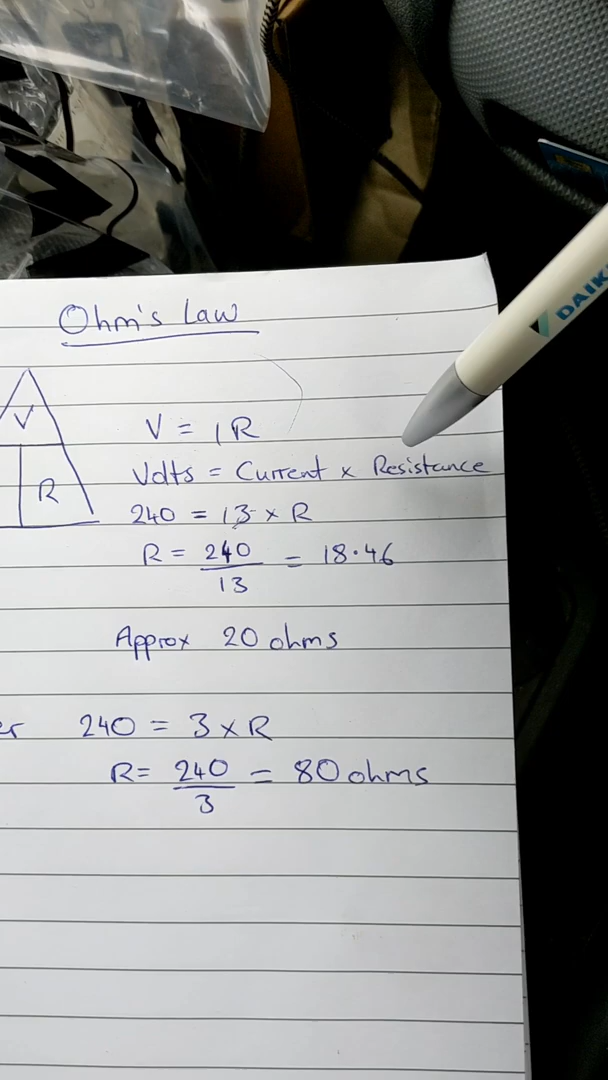 Ohm's Law
V
R
V = IR
Volts = Current x Resistance
240 = 13 x R
R = 240/13 = 18.46
Approx 20 ohms
240 = 3 x R
R = 240/3 = 80 ohms